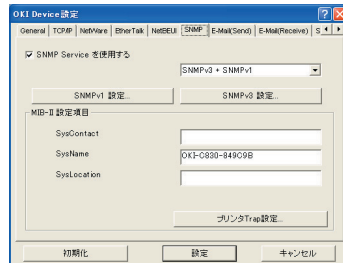 OKI Device設定
General TCP/IP NetWare EtherTalk NetBEUI SNMP E-Mail(Send) E-Mail(Receive) S
SNMP Service を使用する
SNMPv3 + SNMPv1
SNMPv1 設定... SNMPv3 設定...
MIB-II 設定項目
SysContact
SysName OKI-C830-849C9B
SysLocation
プリンタTrap設定...
初期化 設定 キャンセル